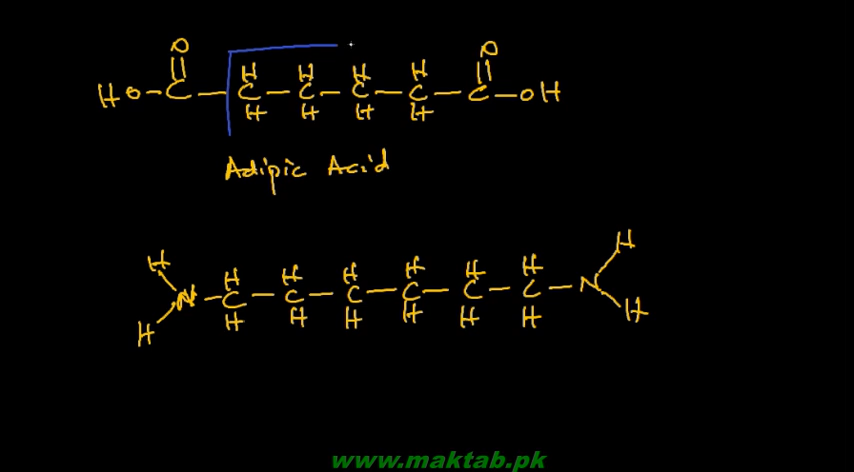 O O
H H H H
HO-C-C-C-C-C-C-OH
H H H H
Adipic Acid
H H
H H H H H H
N-C-C-C-C-C-C-N
H H H H H H H H
www.maktab.pk